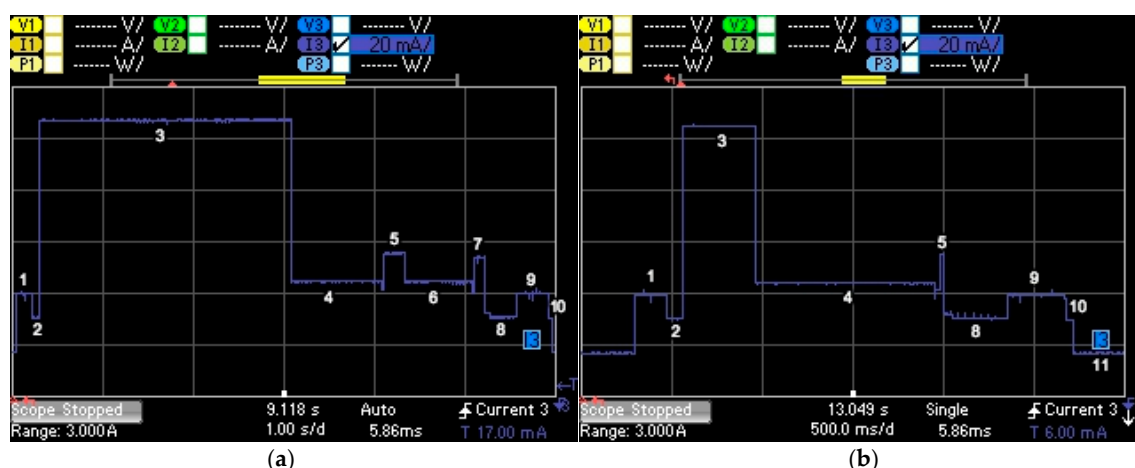 V1 ------ V/ V2 ------ V/ V3 ------ V/
I1 ------ A/ I2 ------ A/ I3 ✓ 20 mA/
P1 ------ W/ P3 ------ W/
3
1
2
4
5
6
7
8
9
10
I3
T
Scope Stopped 9.118 s Auto Current 3
Range: 3.000A 1.00 s/d 5.86ms T 17.00 mA
(a)
V1 ------ V/ V2 ------ V/ V3 ------ V/
I1 ------ A/ I2 ------ A/ I3 ✓ 20 mA/
P1 ------ W/ P3 ------ W/
3
1
2
4
5
8
9
10
I3
11
Scope Stopped 13.049 s Single Current 3
Range: 3.000A 500.0 ms/d 5.86ms T 6.00 mA
(b)